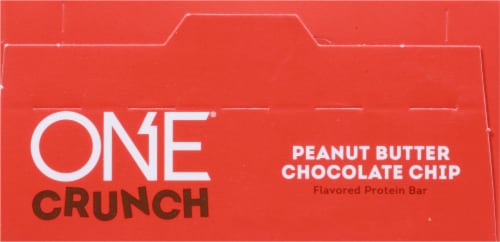 ONE®
CRUNCH
PEANUT BUTTER
CHOCOLATE CHIP
Flavored Protein Bar